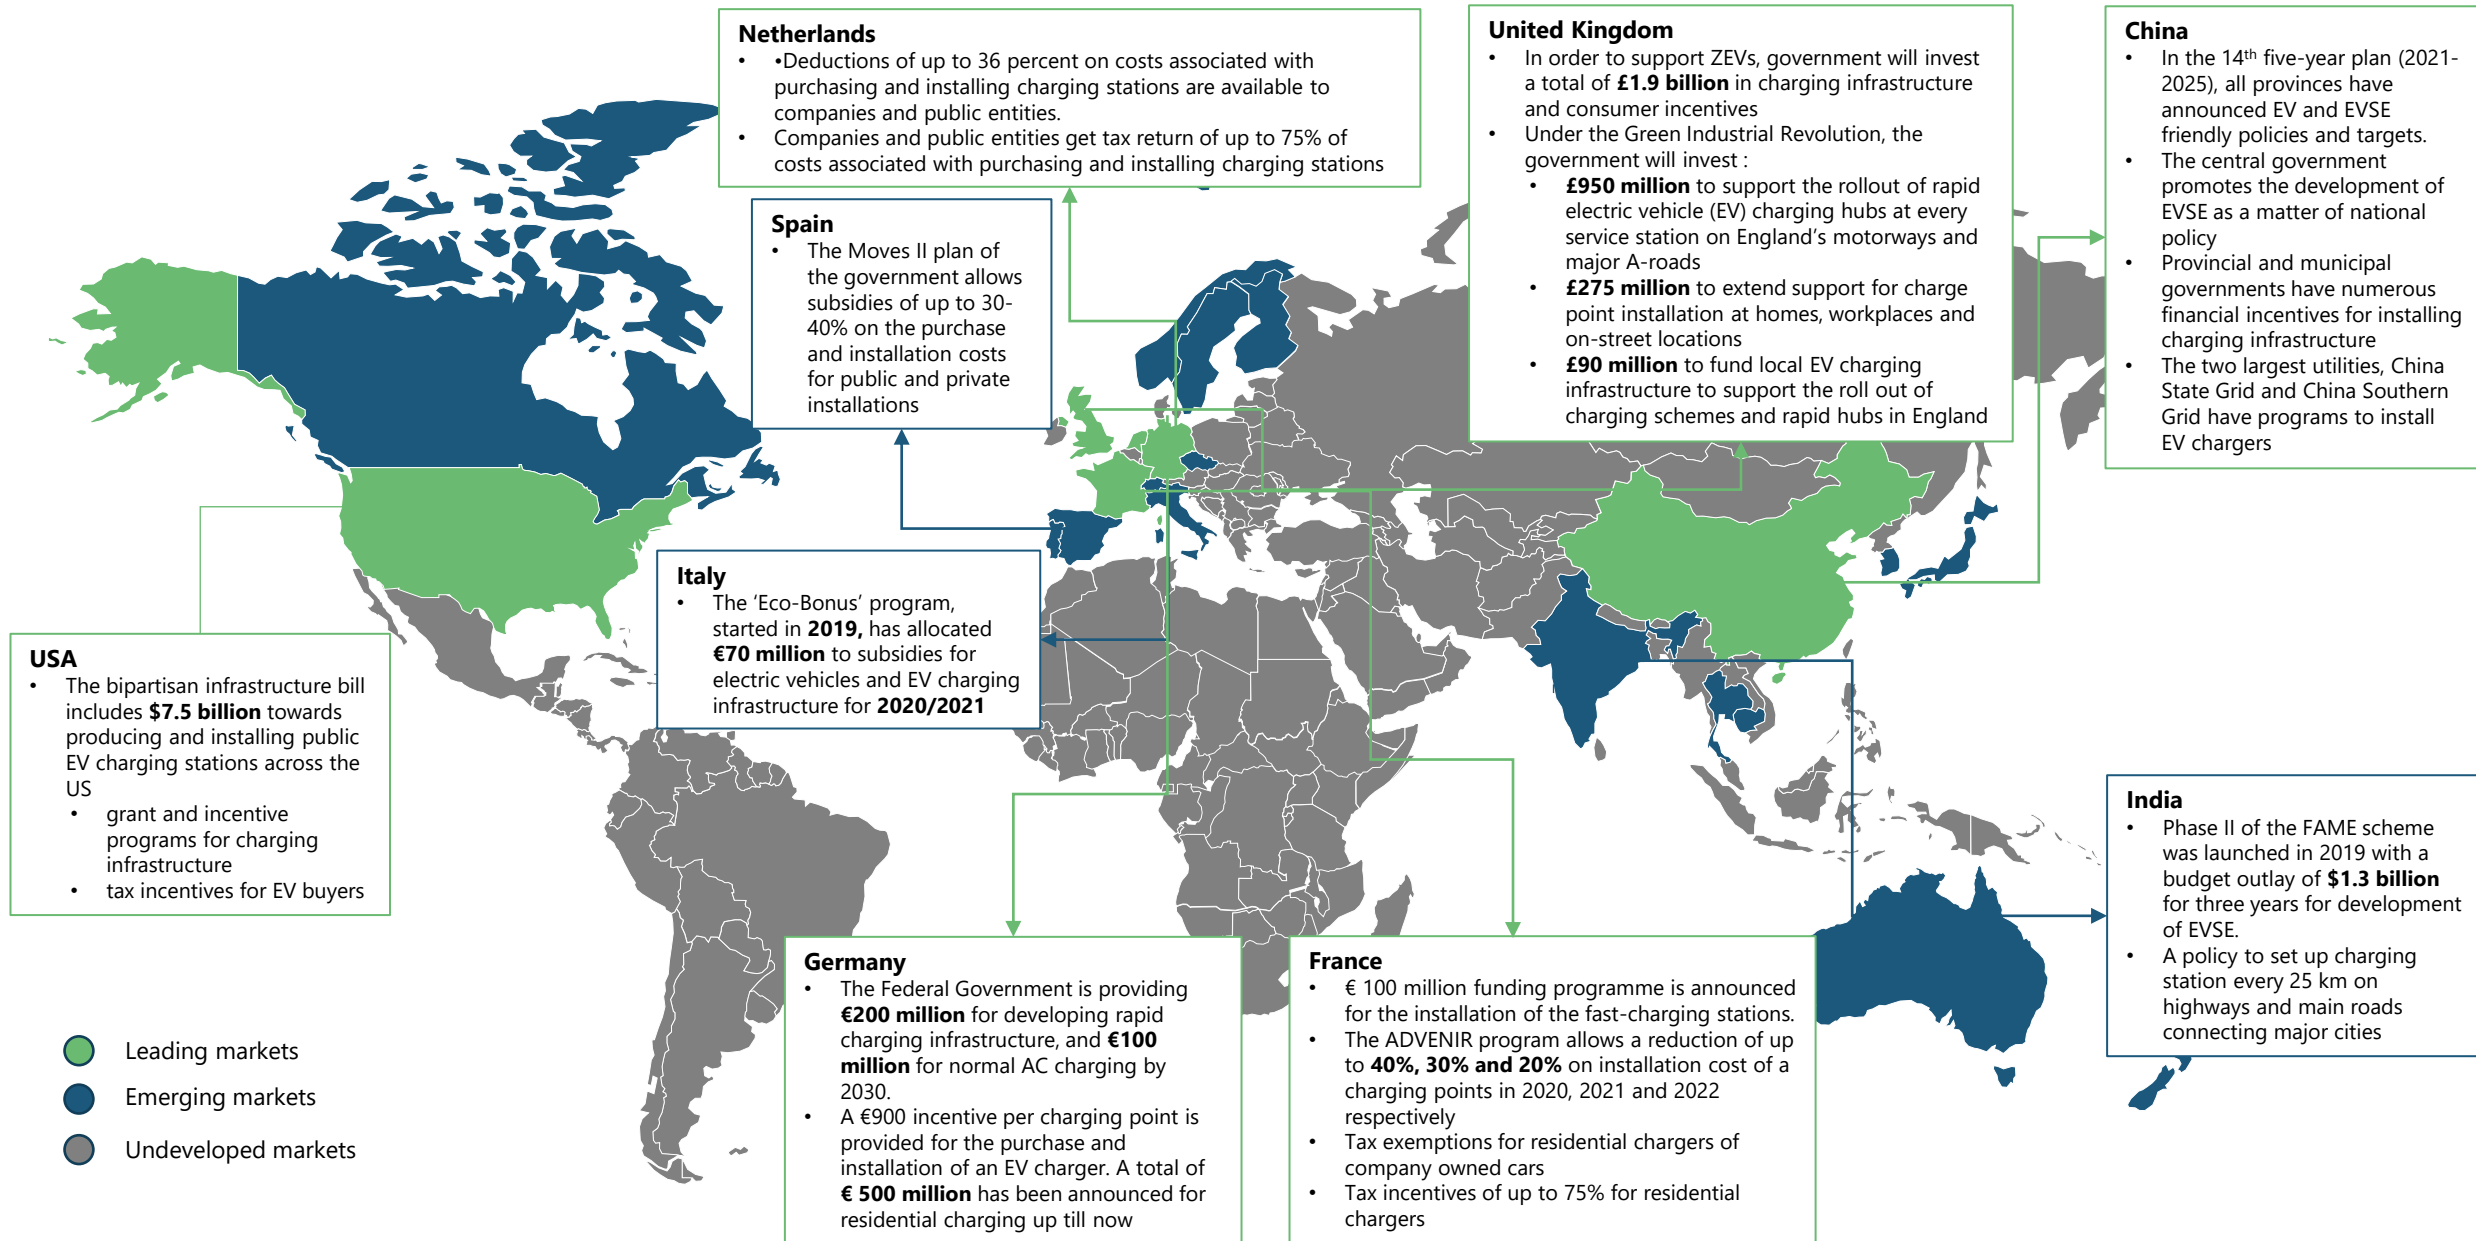 Netherlands
• •Deductions of up to 36 percent on costs associated with
purchasing and installing charging stations are available to
companies and public entities.
• Companies and public entities get tax return of up to 75% of
costs associated with purchasing and installing charging stations
United Kingdom
• In order to support ZEVs, government will invest
a total of £1.9 billion in charging infrastructure
and consumer incentives
• Under the Green Industrial Revolution, the
government will invest :
• £950 million to support the rollout of rapid
electric vehicle (EV) charging hubs at every
service station on England’s motorways and
major A-roads
• £275 million to extend support for charge
point installation at homes, workplaces and
on-street locations
• £90 million to fund local EV charging
infrastructure to support the roll out of
charging schemes and rapid hubs in England
China
• In the 14th five-year plan (2021-
2025), all provinces have
announced EV and EVSE
friendly policies and targets.
• The central government
promotes the development of
EVSE as a matter of national
policy
• Provincial and municipal
governments have numerous
financial incentives for installing
charging infrastructure
• The two largest utilities, China
State Grid and China Southern
Grid have programs to install
EV chargers
Spain
• The Moves II plan of
the government allows
subsidies of up to 30-
40% on the purchase
and installation costs
for public and private
installations
Italy
• The ‘Eco-Bonus’ program,
started in 2019, has allocated
€70 million to subsidies for
electric vehicles and EV charging
infrastructure for 2020/2021
USA
• The bipartisan infrastructure bill
includes $7.5 billion towards
producing and installing public
EV charging stations across the
US
• grant and incentive
programs for charging
infrastructure
• tax incentives for EV buyers
India
• Phase II of the FAME scheme
was launched in 2019 with a
budget outlay of $1.3 billion
for three years for development
of EVSE.
• A policy to set up charging
station every 25 km on
highways and main roads
connecting major cities
Germany
• The Federal Government is providing
€200 million for developing rapid
charging infrastructure, and €100
million for normal AC charging by
2030.
• A €900 incentive per charging point is
provided for the purchase and
installation of an EV charger. A total of
€ 500 million has been announced for
residential charging up till now
France
• € 100 million funding programme is announced
for the installation of the fast-charging stations.
• The ADVENIR program allows a reduction of up
to 40%, 30% and 20% on installation cost of a
charging points in 2020, 2021 and 2022
respectively
• Tax exemptions for residential chargers of
company owned cars
• Tax incentives of up to 75% for residential
chargers
Leading markets
Emerging markets
Undeveloped markets